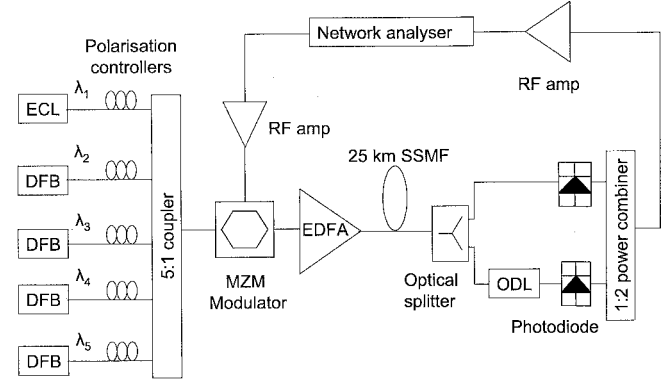 Polarisation
controllers
Network analyser
RF amp
RF amp
ECL
λ1
DFB
λ2
DFB
λ3
DFB
λ4
DFB
λ5
5:1 coupler
MZM
Modulator
EDFA
25 km SSMF
Optical
splitter
ODL
Photodiode
1:2 power combiner